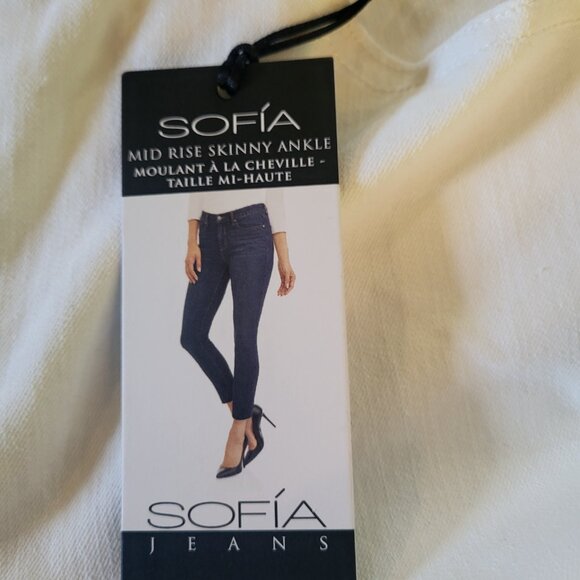 SOFÍA
MID RISE SKINNY ANKLE
MOULANT À LA CHEVILLE -
TAILLE MI-HAUTE
SOFÍA
JEANS